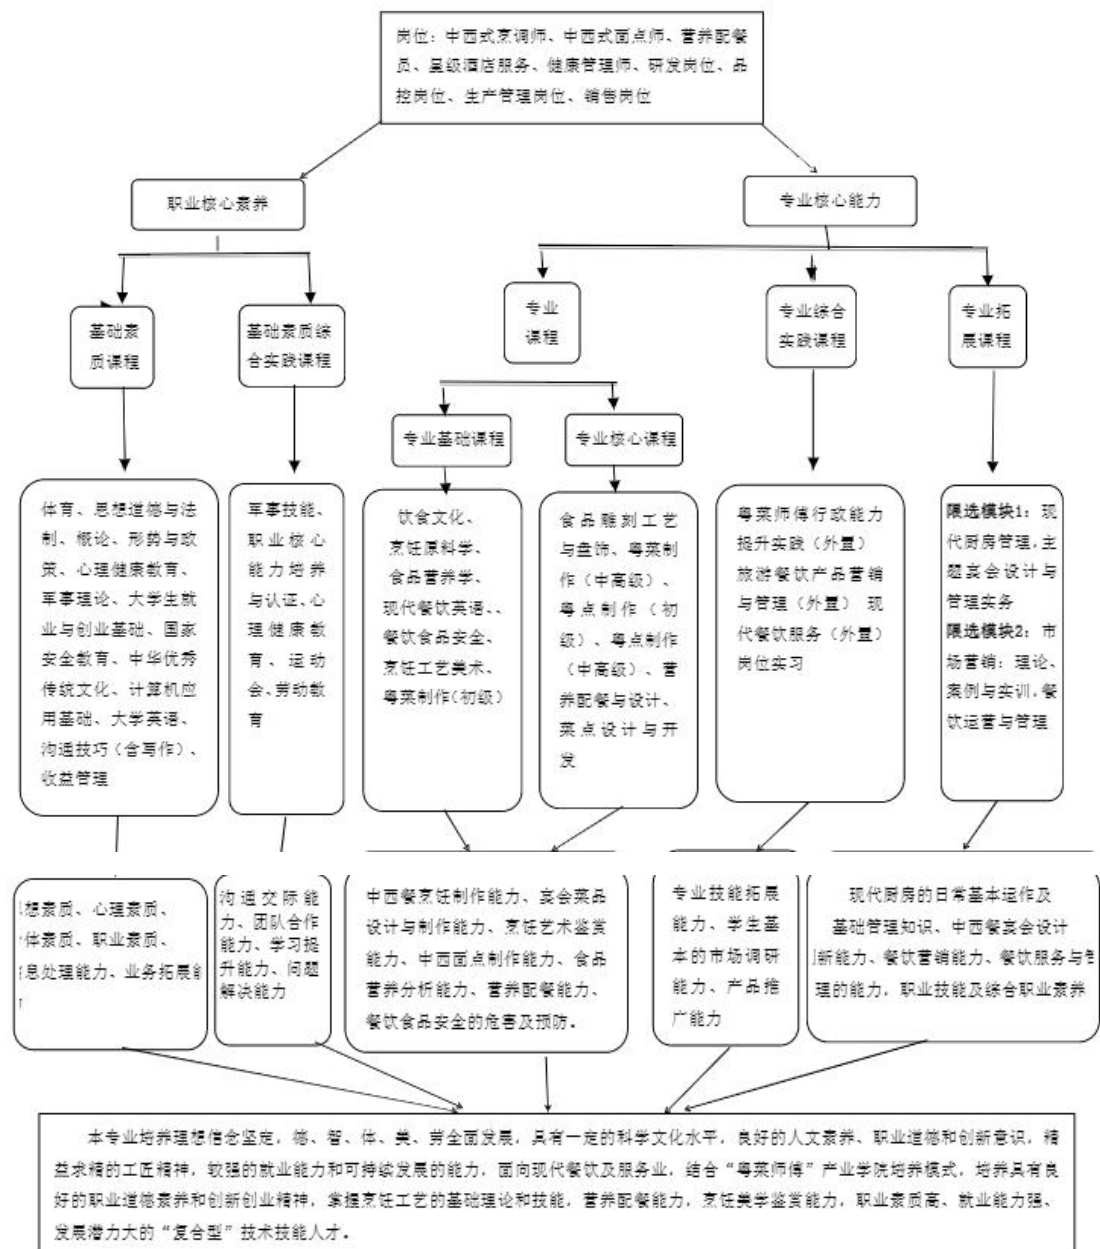 岗位：中西式烹调师、中西式面点师、营养配餐
员、星级酒店服务、健康管理师、研发岗位、品
控岗位、生产管理岗位、销售岗位
职业核心素养
专业核心能力
基础素
质课程
基础素质综
合实践课程
专业
课程
专业综合
实践课程
专业拓
展课程
专业基础课程
专业核心课程
体育、思想道德与法
制、概论、形势与政
策、心理健康教育、
军事理论、大学生就
业与创业基础、国家
安全教育、中华优秀
传统文化、计算机应
用基础、大学英语、
沟通技巧（含写作）、
收益管理
军事技能、
职业核心
能力培养
与认证、心
理健康教
育、运动
会、劳动教
育
饮食文化、
烹饪原料学、
食品营养学、
现代餐饮英语、、
餐饮食品安全、
烹饪工艺美术、
粤菜制作(初级)
食品雕刻工艺
与盘饰、粤菜制
作（中高级）、
粤点制作（初
级）、粤点制作
（中高级）、营
养配餐与设计、
菜点设计与开
发
粤菜师傅行政能力
提升实践（外置）
旅游餐饮产品营销
与管理（外置） 现
代餐饮服务（外置）
岗位实习
限选模块1：现
代厨房管理，主
题宴会设计与
管理实务
限选模块2：市
场营销：理论、
案例与实训，餐
饮运营与管理
想素质、心理素质、
体素质、职业素质、
息处理能力、业务拓展
沟通交际能
力、团队合作
能力、学习提
升能力、问题
解决能力
中西餐烹饪制作能力、宴会菜品
设计与制作能力、烹饪艺术鉴赏
能力、中西面点制作能力、食品
营养分析能力、营养配餐能力、
餐饮食品安全的危害及预防。
专业技能拓展
能力、学生基
本的市场调研
能力、产品推
广能力
现代厨房的日常基本运作及
基础管理知识、中西餐宴会设计
新能力、餐饮营销能力、餐饮服务与
理的能力，职业技能及综合职业素养
本专业培养理想信念坚定，德、智、体、美、劳全面发展，具有一定的科学文化水平，良好的人文素养、职业道德和创新意识，精
益求精的工匠精神，较强的就业能力和可持续发展的能力，面向现代餐饮及服务业，结合“粤菜师傅”产业学院培养模式，培养具有良
好的职业道德素养和创新创业精神，掌握烹饪工艺的基础理论和技能，营养配餐能力，烹饪美学鉴赏能力，职业素质高、就业能力强、
发展潜力大的“复合型”技术技能人才。